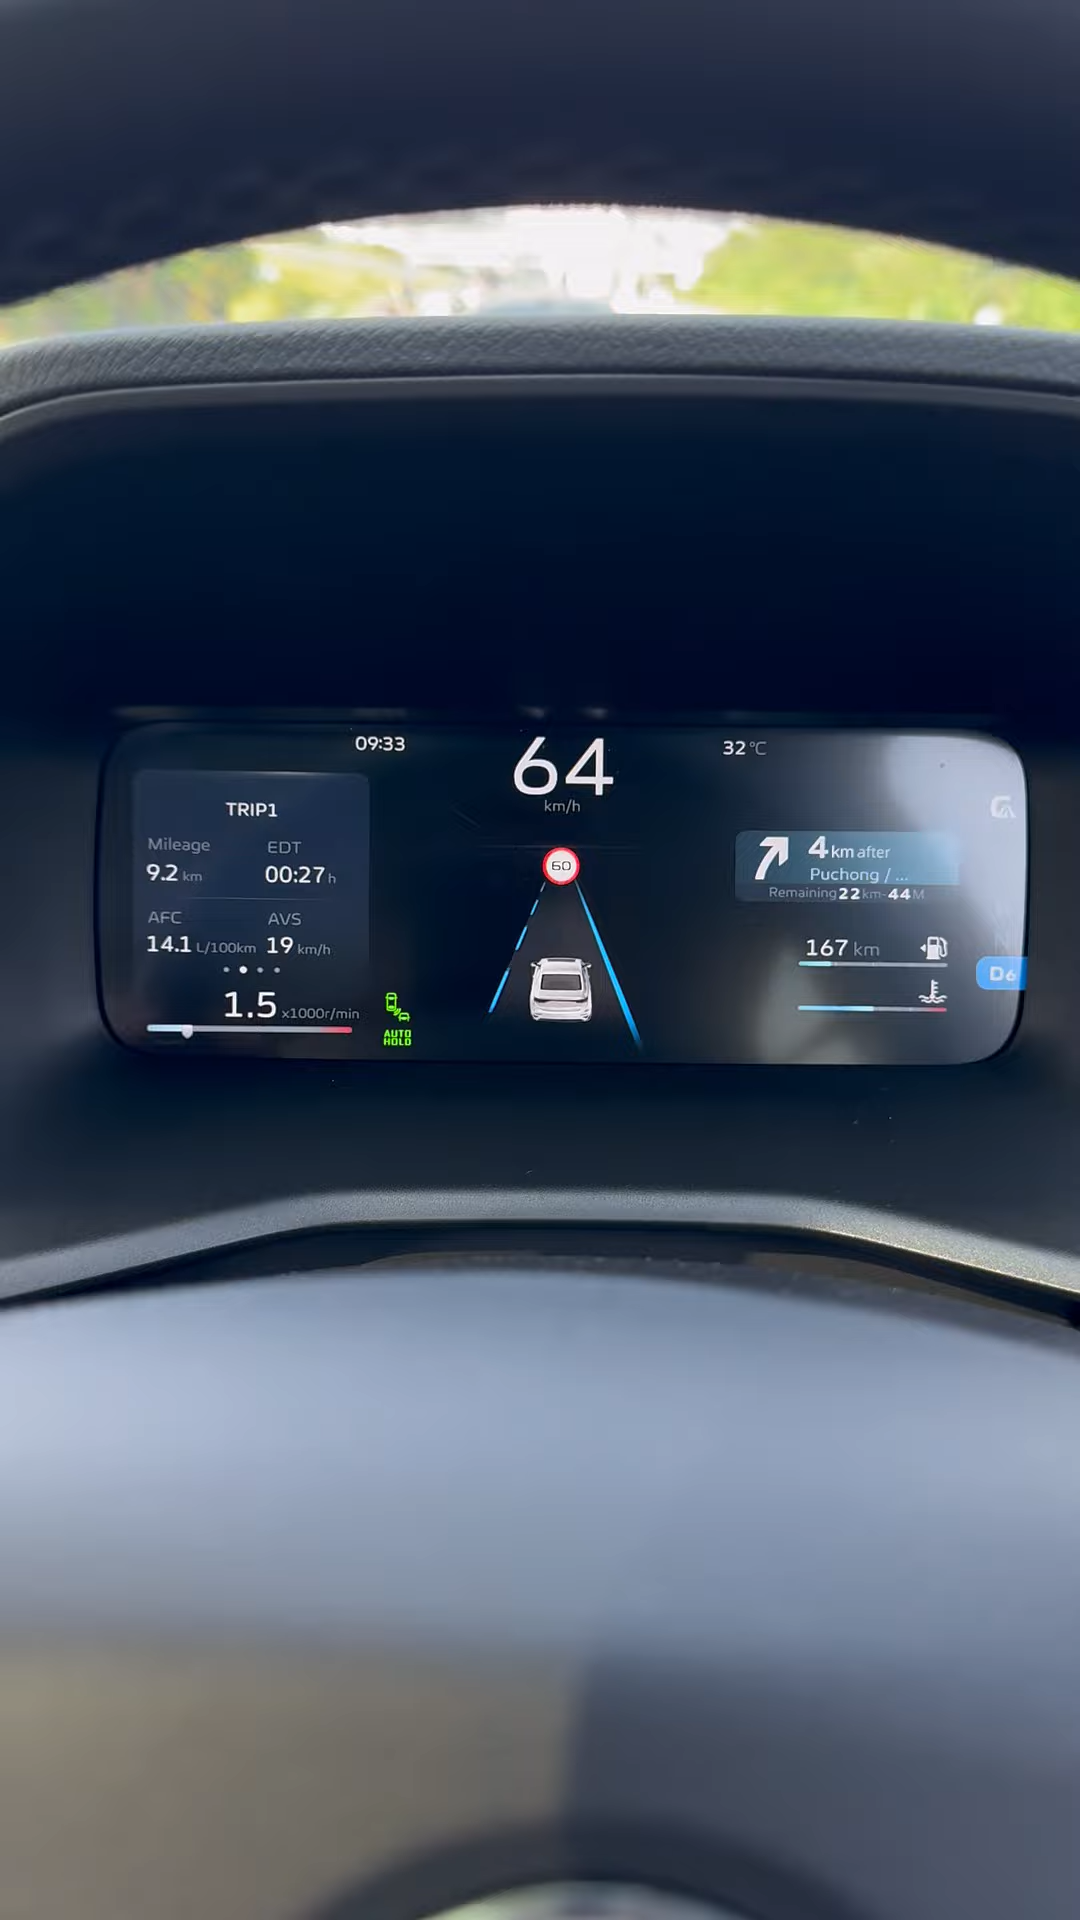 09:33
64
km/h
32 °C
TRIP1
Mileage EDT
9.2 km 00:27 h
AFC AVS
14.1 L/100km 19 km/h
1.5 x1000r/min
AUTO
HOLD
60
4 km after
Puchong / ...
Remaining 22 km-44M
167 km
D6